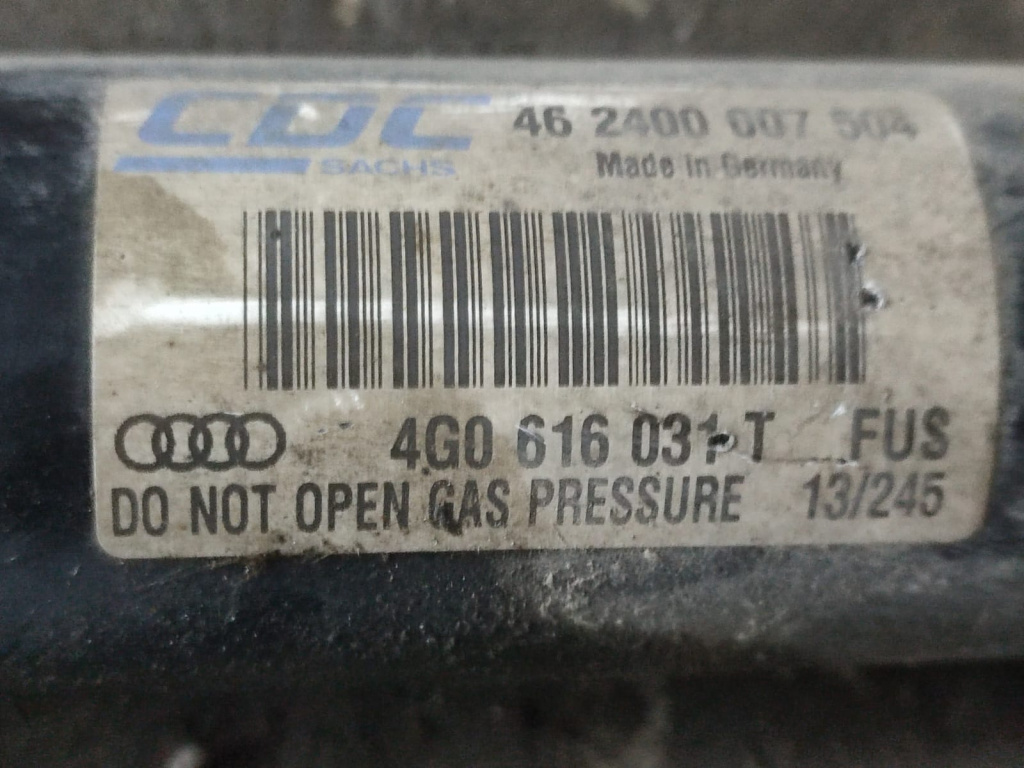 CDC 46 2400 007 504
SACHS Made in Germany
4G0 616 031 T FUS
DO NOT OPEN GAS PRESSURE 13/245